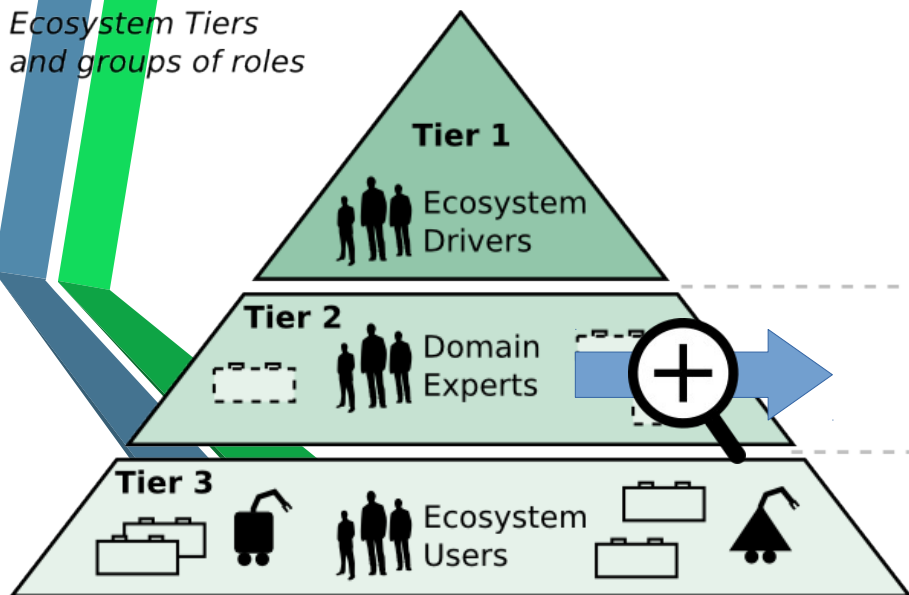 Ecosystem Tiers
and groups of roles
Tier 1
Ecosystem
Drivers
Tier 2
Domain
Experts
Tier 3
Ecosystem
Users